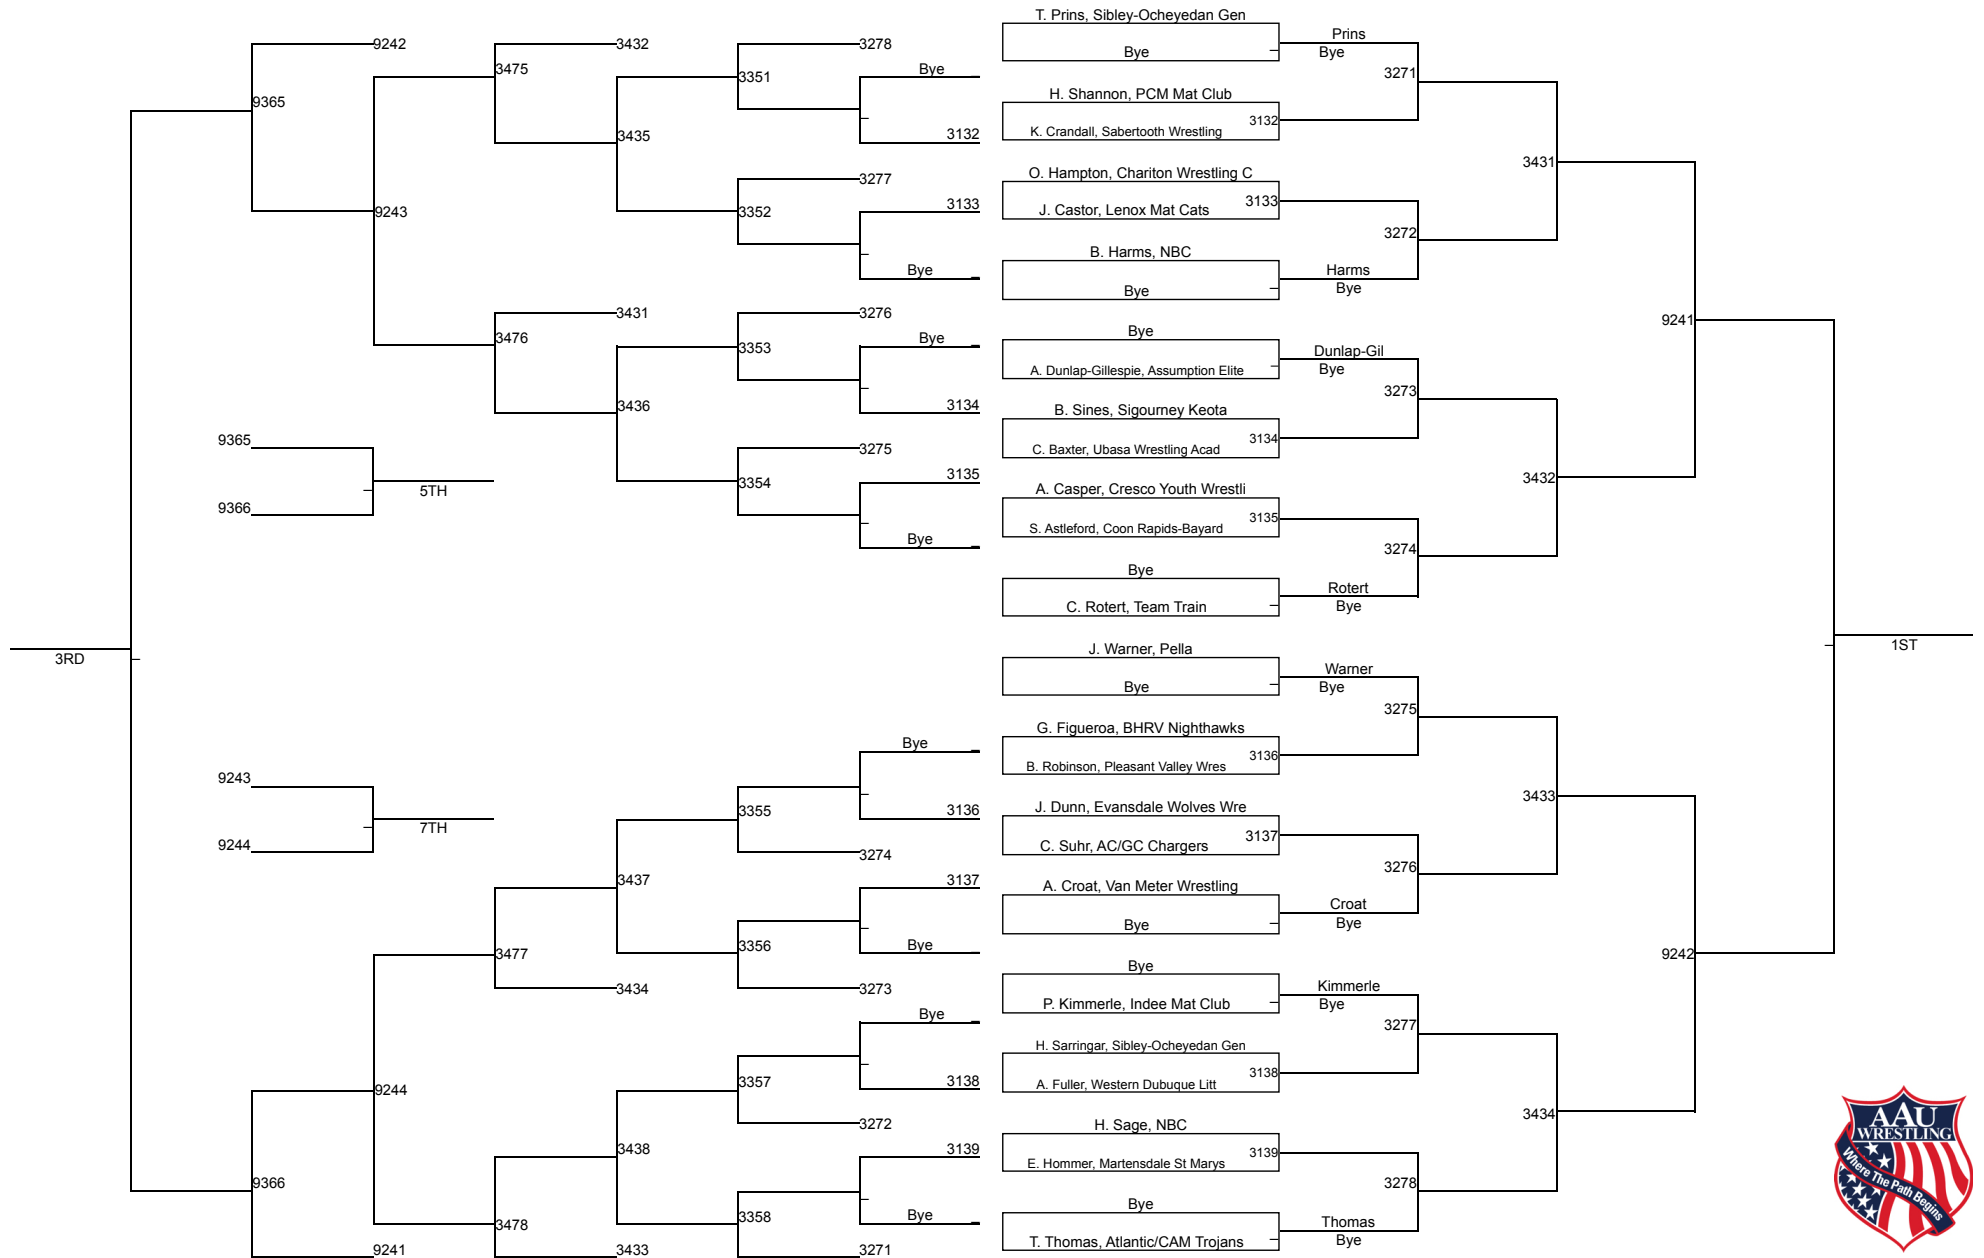 T. Prins, Sibley-Ocheyedan Gen
Bye
H. Shannon, PCM Mat Club
K. Crandall, Sabertooth Wrestling
3132
O. Hampton, Chariton Wrestling C
J. Castor, Lenox Mat Cats
3133
B. Harms, NBC
Bye
Bye
A. Dunlap-Gillespie, Assumption Elite
B. Sines, Sigourney Keota
C. Baxter, Ubasa Wrestling Acad
3134
A. Casper, Cresco Youth Wrestli
S. Astleford, Coon Rapids-Bayard
3135
Bye
C. Rotert, Team Train
J. Warner, Pella
Bye
G. Figueroa, BHRV Nighthawks
B. Robinson, Pleasant Valley Wres
3136
J. Dunn, Evansdale Wolves Wre
C. Suhr, AC/GC Chargers
3137
A. Croat, Van Meter Wrestling
Bye
Bye
P. Kimmerle, Indee Mat Club
H. Sarringar, Sibley-Ocheyedan Gen
A. Fuller, Western Dubuque Litt
3138
H. Sage, NBC
E. Hommer, Martensdale St Marys
3139
Bye
T. Thomas, Atlantic/CAM Trojans
Prins
Bye
3271
3272
Harms
Bye
Dunlap-Gil
Bye
3273
3274
Rotert
Bye
Warner
Bye
3275
3276
Croat
Bye
Kimmerle
Bye
3277
3278
Thomas
Bye
3431
3432
3433
3434
9241
9242
1ST
Bye
3132
3133
Bye
Bye
3134
3135
Bye
Bye
3136
3137
Bye
Bye
3138
3139
Bye
3278
3277
3276
3275
3274
3273
3272
3271
3351
3352
3353
3354
3355
3356
3357
3358
3432
3435
3431
3436
3437
3434
3438
3433
3475
3476
3477
3478
9242
9243
9244
9241
9365
9366
3RD
9365
9366
5TH
9243
9244
7TH
AAU
WRESTLING
Where The Path Begins